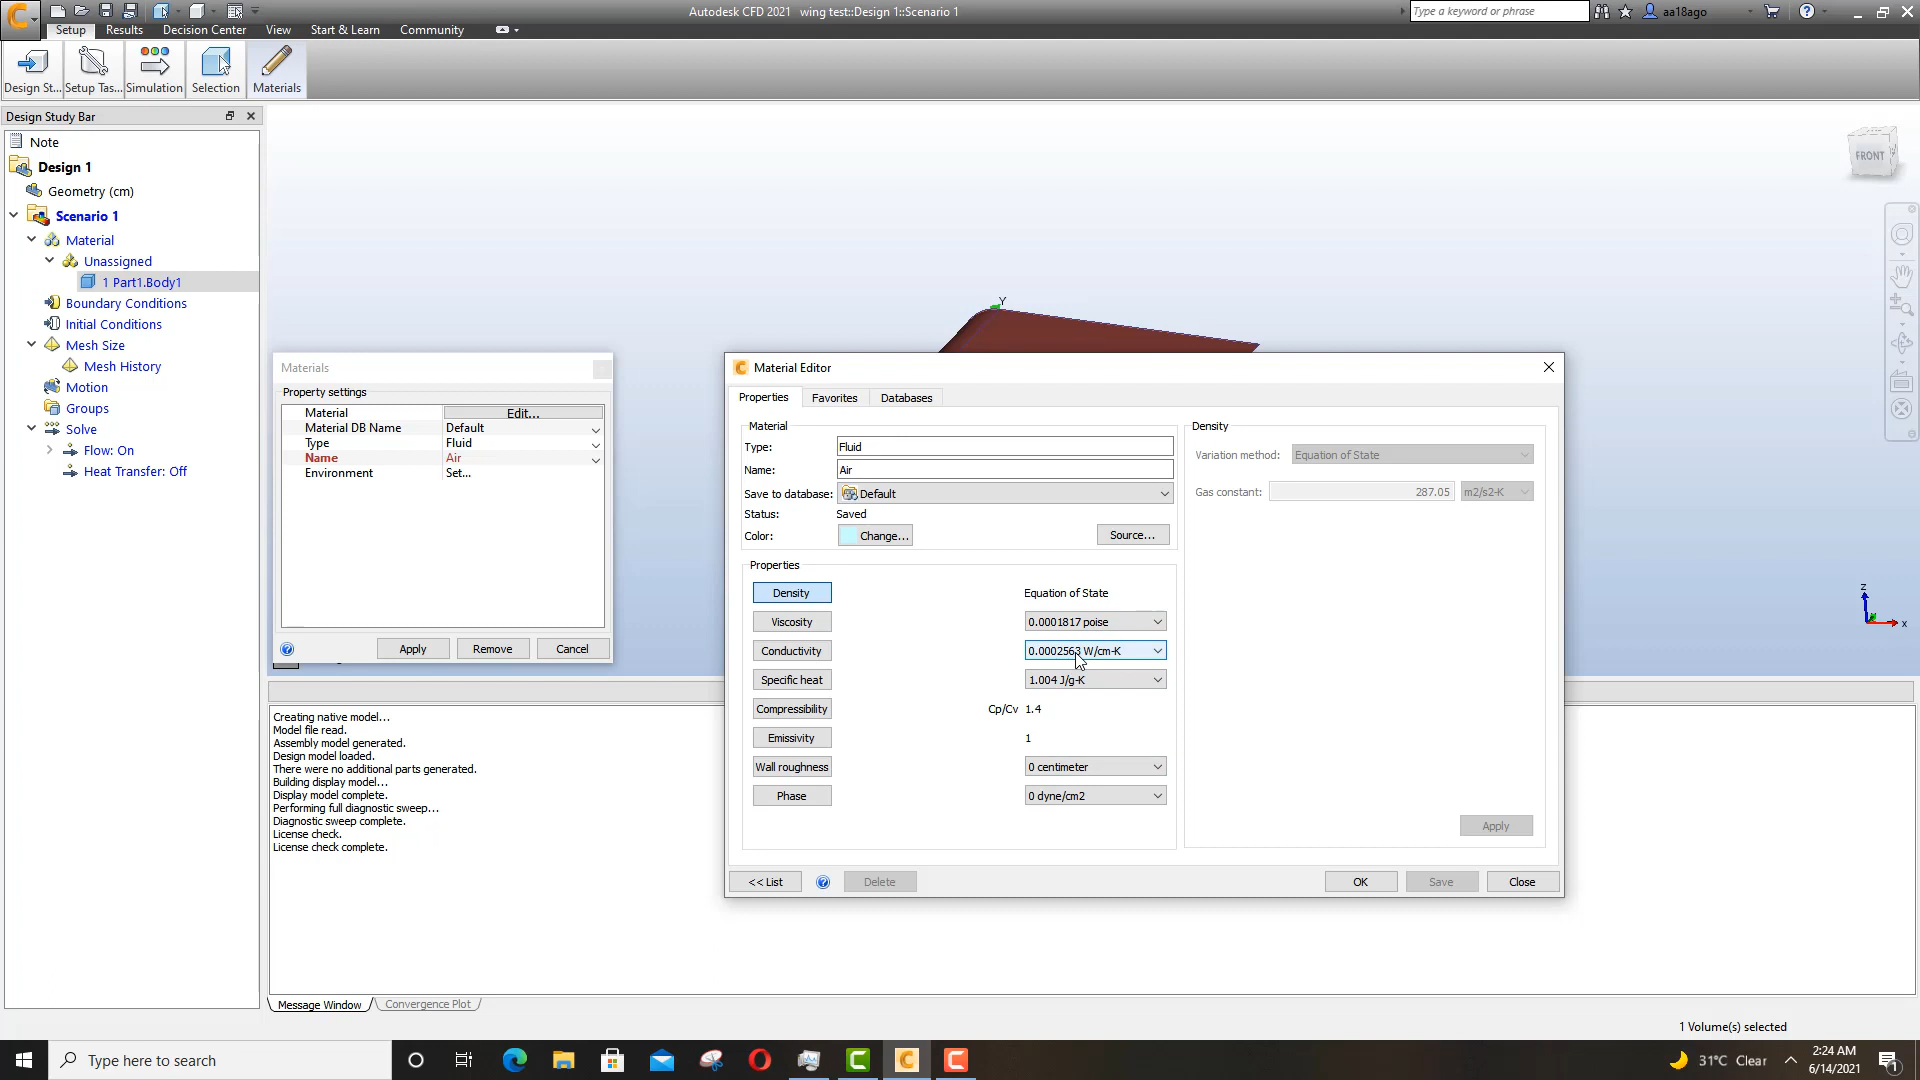 Autodesk CFD 2021 wing test::Design 1::Scenario 1
Type a keyword or phrase
aa18ago
Setup Results Decision Center View Start & Learn Community
Design St... Setup Tas... Simulation Selection Materials
Design Study Bar
Note
Design 1
Geometry (cm)
Scenario 1
Material
Unassigned
1 Part1.Body1
Boundary Conditions
Initial Conditions
Mesh Size
Mesh History
Motion
Groups
Solve
Flow: On
Heat Transfer: Off
FRONT
Y
Z
X
Materials
Property settings
Material Edit...
Material DB Name Default
Type Fluid
Name Air
Environment Set...
Apply Remove Cancel
Material Editor
Properties Favorites Databases
Material
Type: Fluid
Name: Air
Save to database: Default
Status: Saved
Color: Change... Source...
Properties
Density Equation of State
Viscosity 0.0001817 poise
Conductivity 0.0002563 W/cm-K
Specific heat 1.004 J/g-K
Compressibility Cp/Cv 1.4
Emissivity 1
Wall roughness 0 centimeter
Phase 0 dyne/cm2
Density
Variation method: Equation of State
Gas constant: 287.05 m2/s2-K
Apply
<< List Delete OK Save Close
Creating native model...
Model file read.
Assembly model generated.
Design model loaded.
There were no additional parts generated.
Building display model...
Display model complete.
Performing full diagnostic sweep...
Diagnostic sweep complete.
License check.
License check complete.
Message Window Convergence Plot
1 Volume(s) selected
Type here to search
31°C Clear
2:24 AM
6/14/2021
1